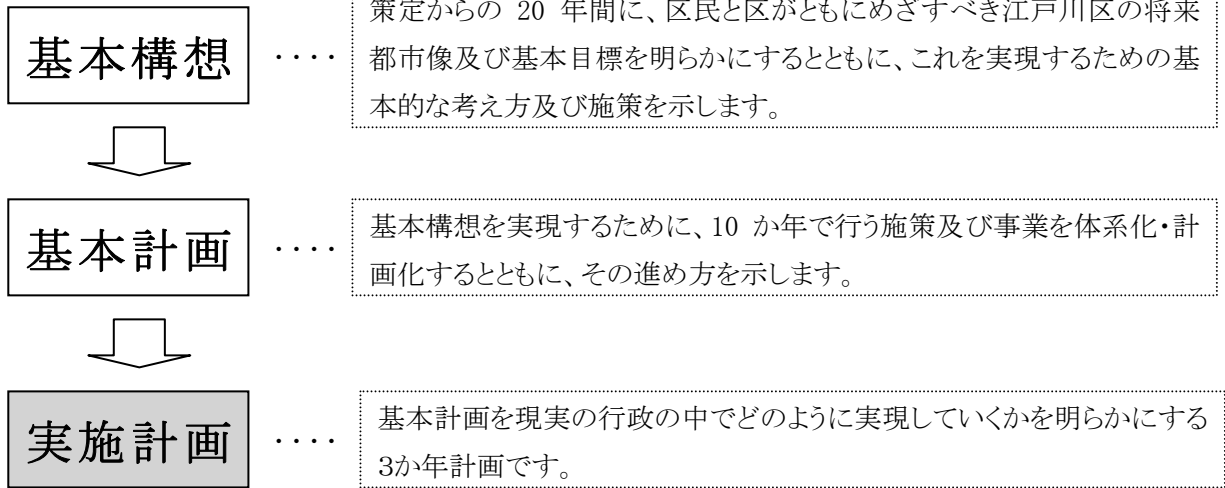 策定からの 20 年間に、区民と区がともにめざすべき江戸川区の将来
基本構想 ････ 都市像及び基本目標を明らかにするとともに、これを実現するための基
本的な考え方及び施策を示します。
基本計画 ････ 基本構想を実現するために、10 か年で行う施策及び事業を体系化・計
画化するとともに、その進め方を示します。
実施計画 ････ 基本計画を現実の行政の中でどのように実現していくかを明らかにする
3か年計画です。